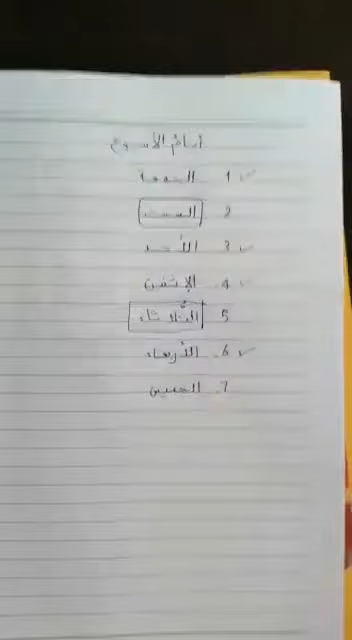 أيام الأسبوع
1 الجمعة ✓
2 السبت
3 الأحد ✓
4. الإثنين ✓
5 الثلاثاء
6. الأربعاء ✓
7. الخميس